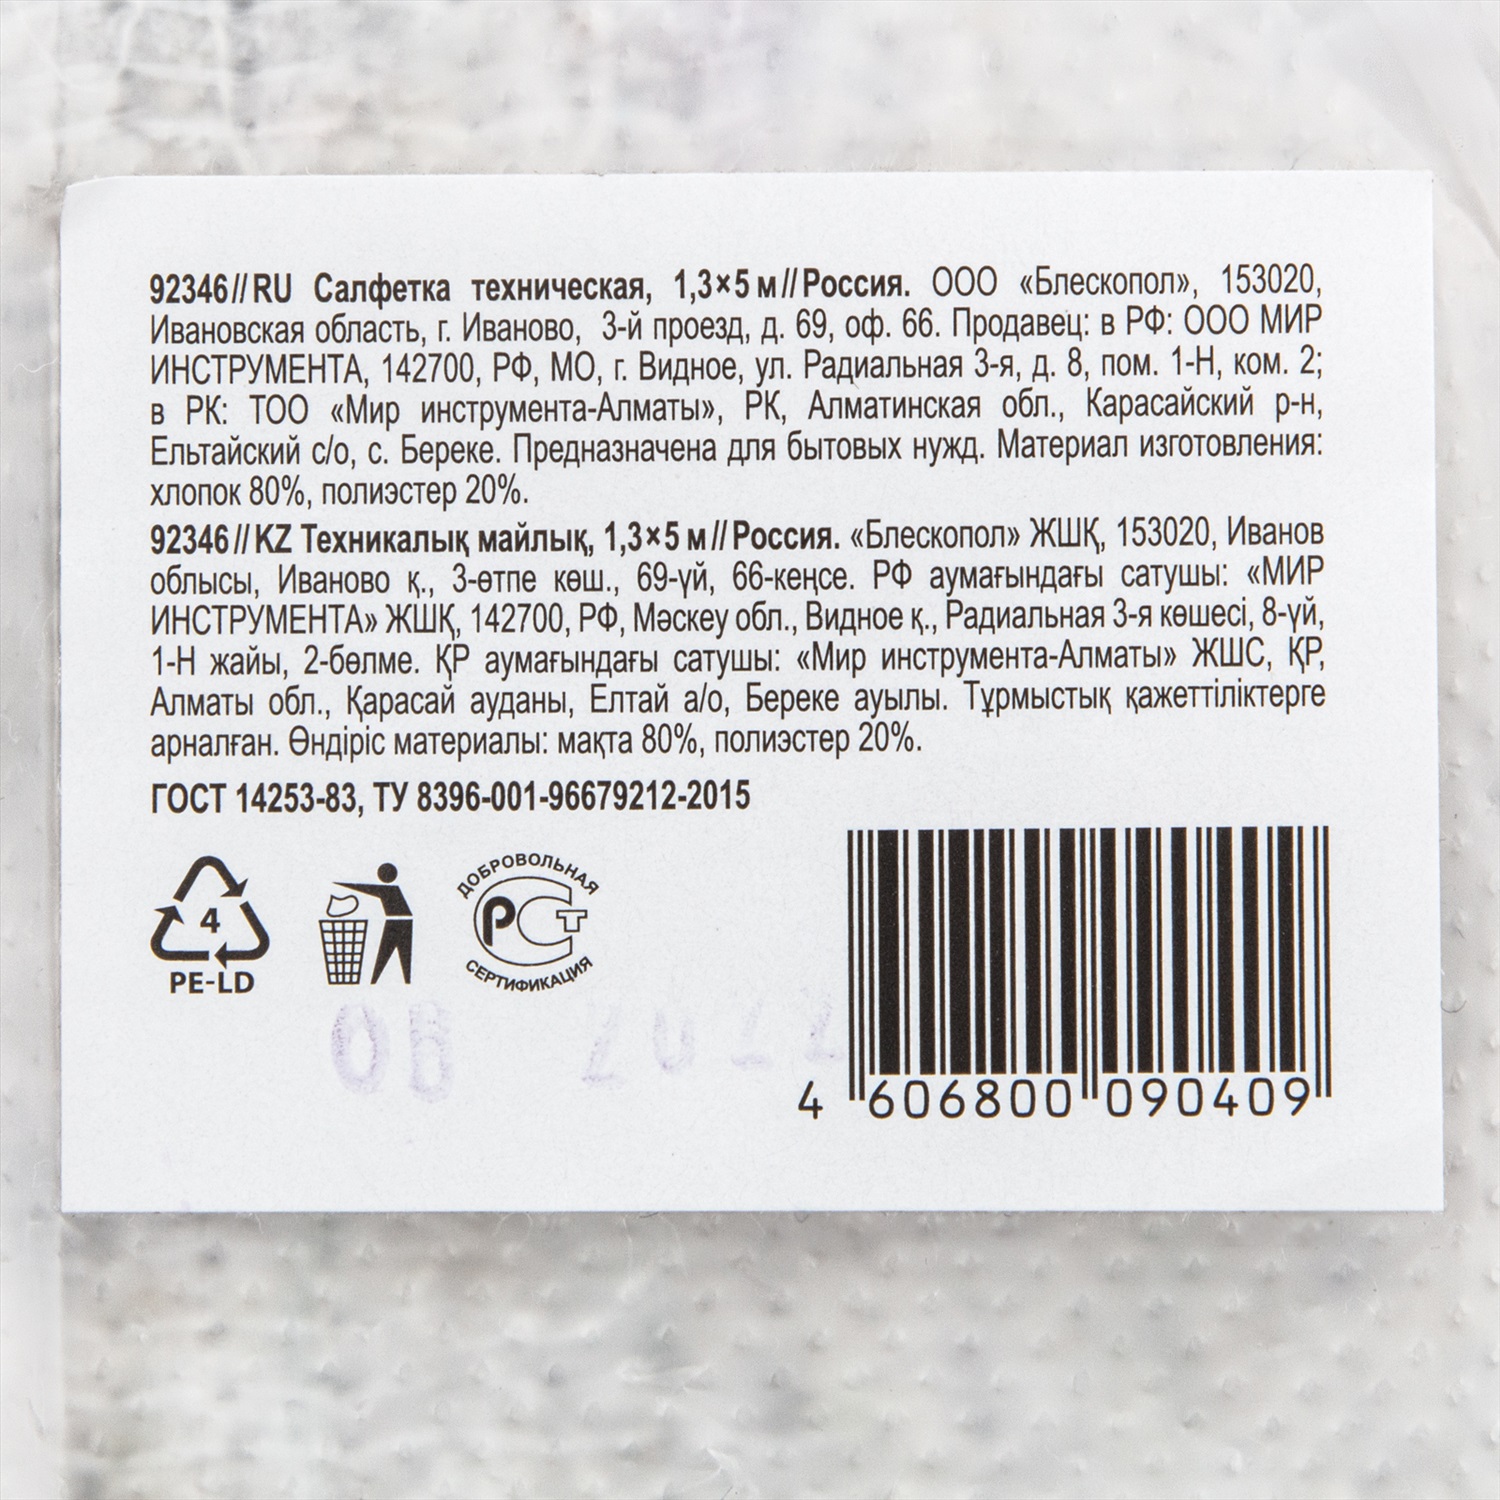 92346//RU Салфетка техническая, 1,3×5 м//Россия. ООО «Блескопол», 153020,
Ивановская область, г. Иваново, 3-й проезд, д. 69, оф. 66. Продавец: в РФ: ООО МИР
ИНСТРУМЕНТА, 142700, РФ, МО, г. Видное, ул. Радиальная 3-я, д. 8, пом. 1-Н, ком. 2;
в РК: ТОО «Мир инструмента-Алматы», РК, Алматинская обл., Карасайский р-н,
Ельтайский с/о, с. Береке. Предназначена для бытовых нужд. Материал изготовления:
хлопок 80%, полиэстер 20%.
92346//KZ Техникалық майлық, 1,3×5 м//Россия. «Блескопол» ЖШҚ, 153020, Иванов
облысы, Иваново қ., 3-өтпе көш., 69-үй, 66-кеңсе. РФ аумағындағы сатушы: «МИР
ИНСТРУМЕНТА» ЖШҚ, 142700, РФ, Мәскеу обл., Видное қ., Радиальная 3-я көшесі, 8-үй,
1-Н жайы, 2-бөлме. ҚР аумағындағы сатушы: «Мир инструмента-Алматы» ЖШС, ҚР,
Алматы обл., Қарасай ауданы, Елтай а/о, Береке ауылы. Тұрмыстық қажеттіліктерге
арналған. Өндіріс материалы: мақта 80%, полиэстер 20%.
ГОСТ 14253-83, ТУ 8396-001-96679212-2015
4
PE-LD
ДОБРОВОЛЬНАЯ
РСТ
СЕРТИФИКАЦИЯ
4 606800 090409